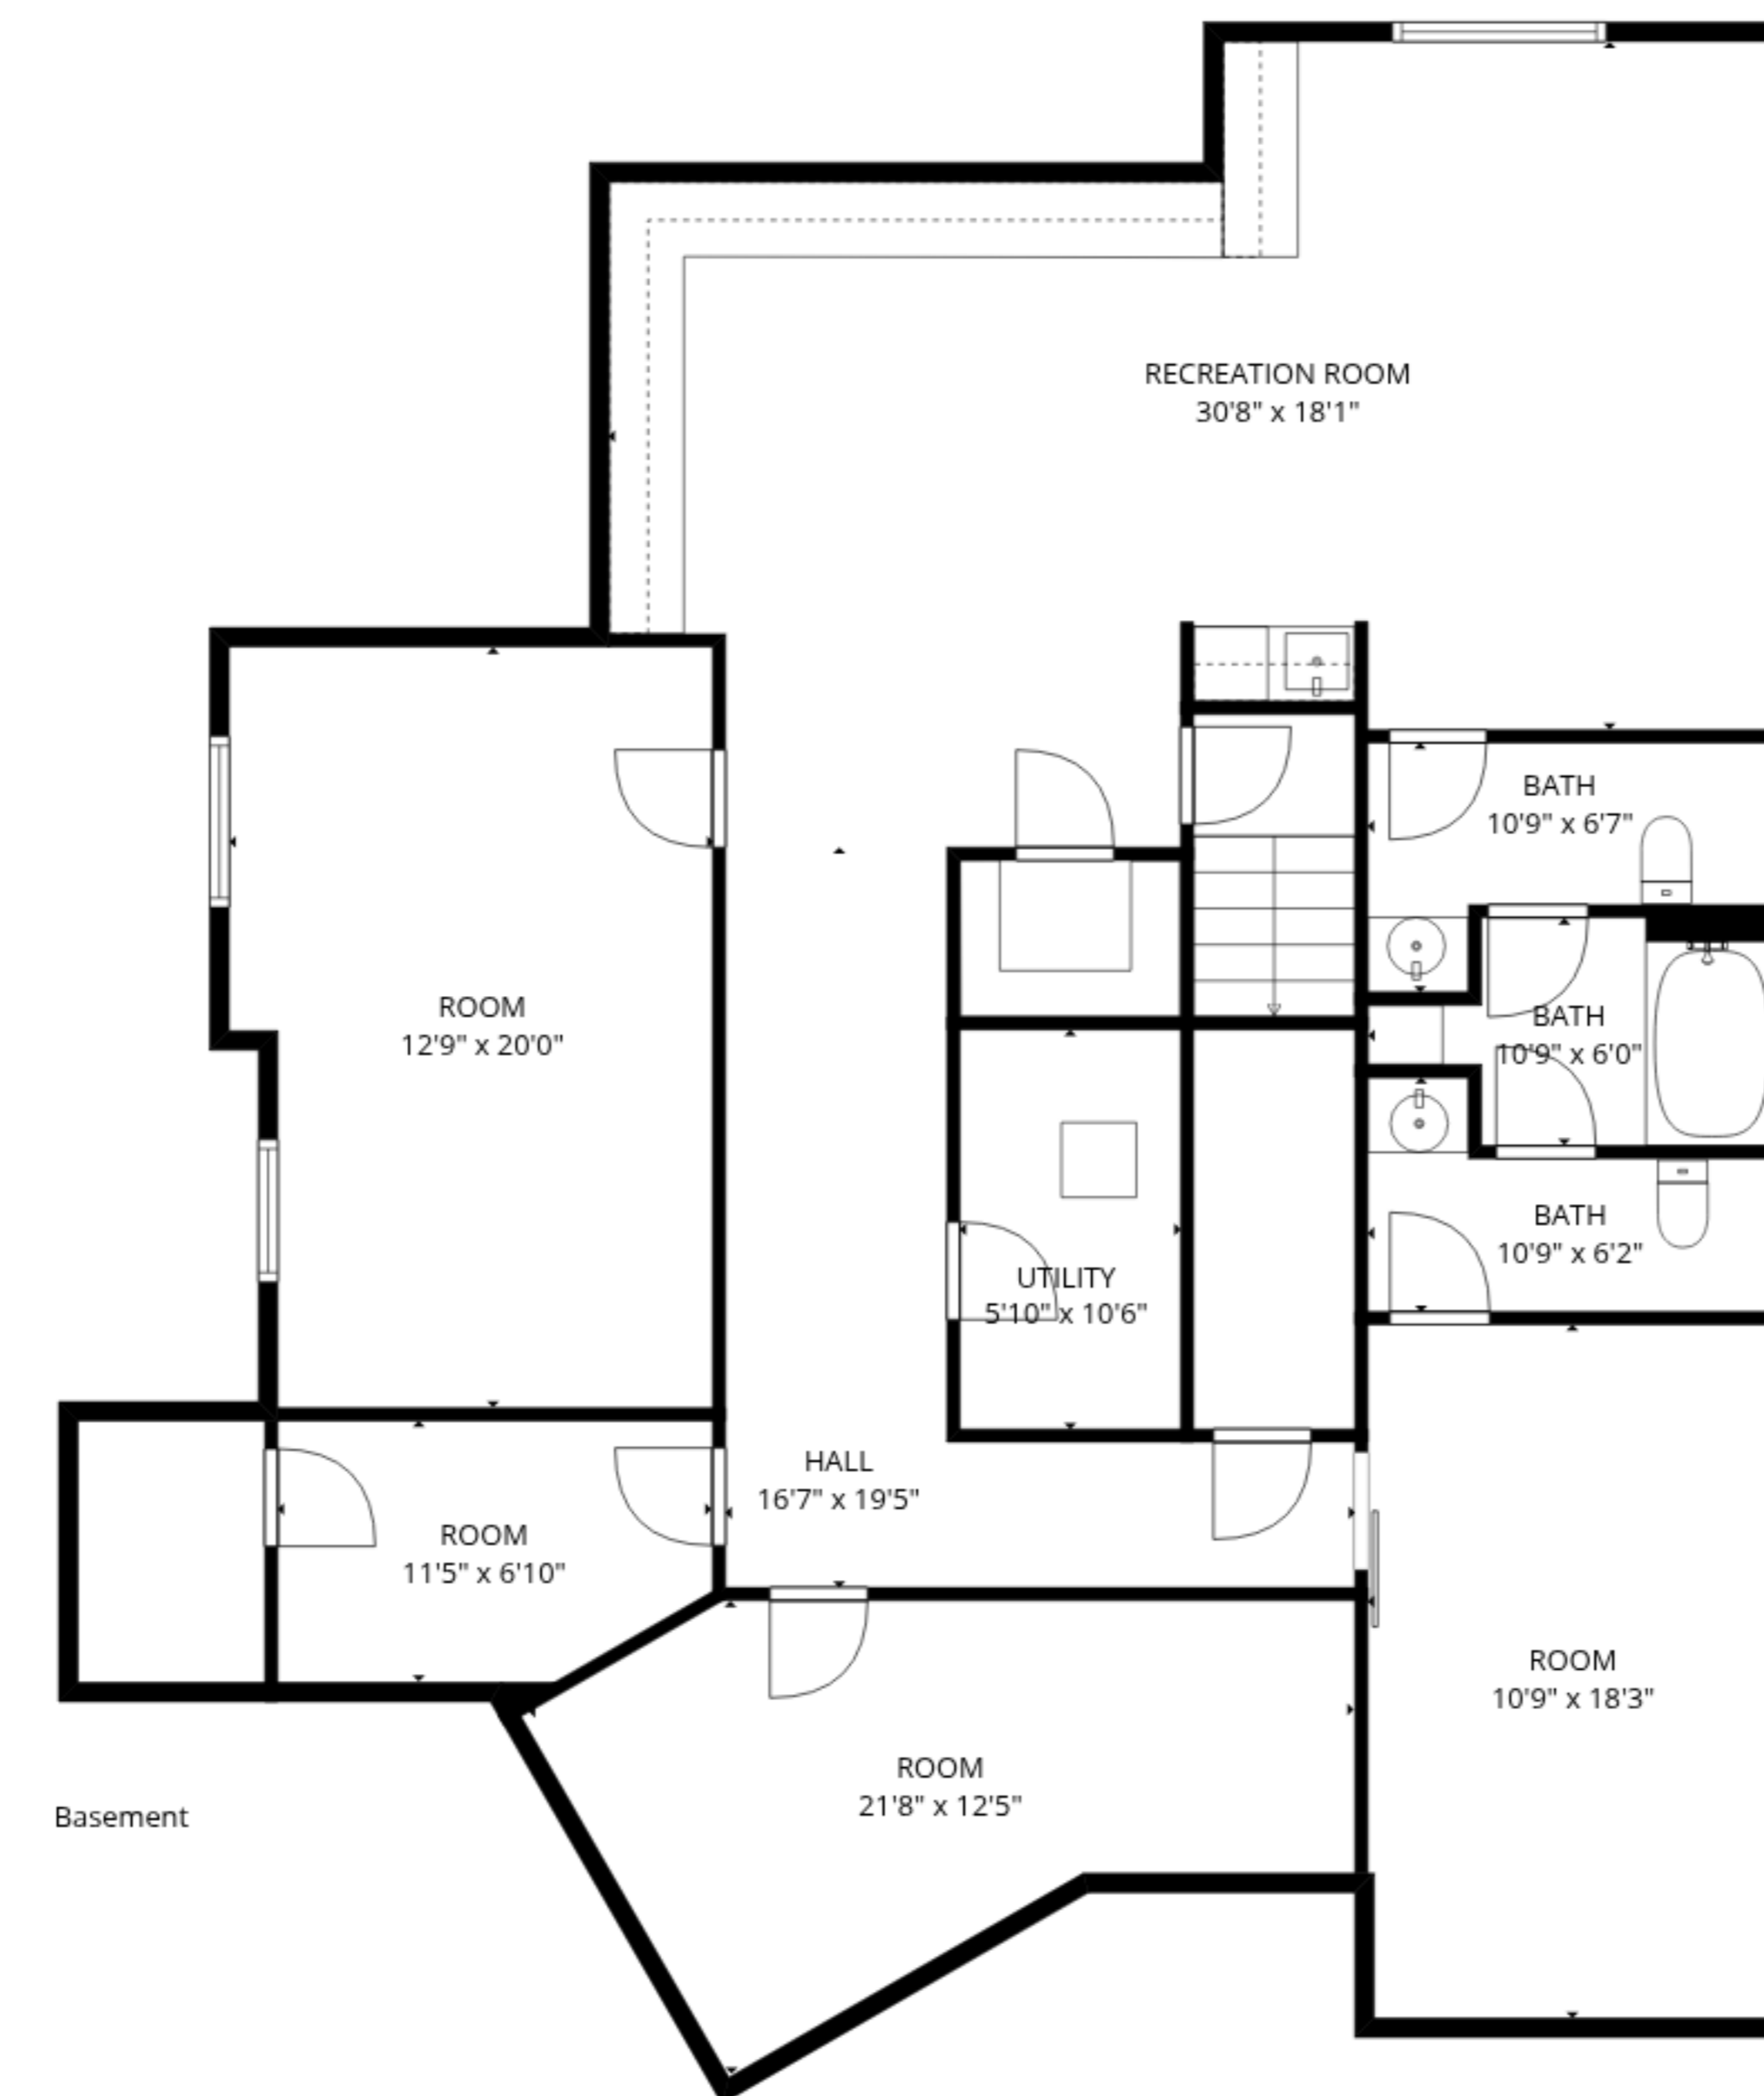 RECREATION ROOM
30'8" x 18'1"
BATH
10'9" x 6'7"
ROOM
12'9" x 20'0"
BATH
10'9" x 6'0"
BATH
10'9" x 6'2"
UTILITY
5'10" x 10'6"
HALL
16'7" x 19'5"
ROOM
11'5" x 6'10"
ROOM
10'9" x 18'3"
ROOM
21'8" x 12'5"
Basement